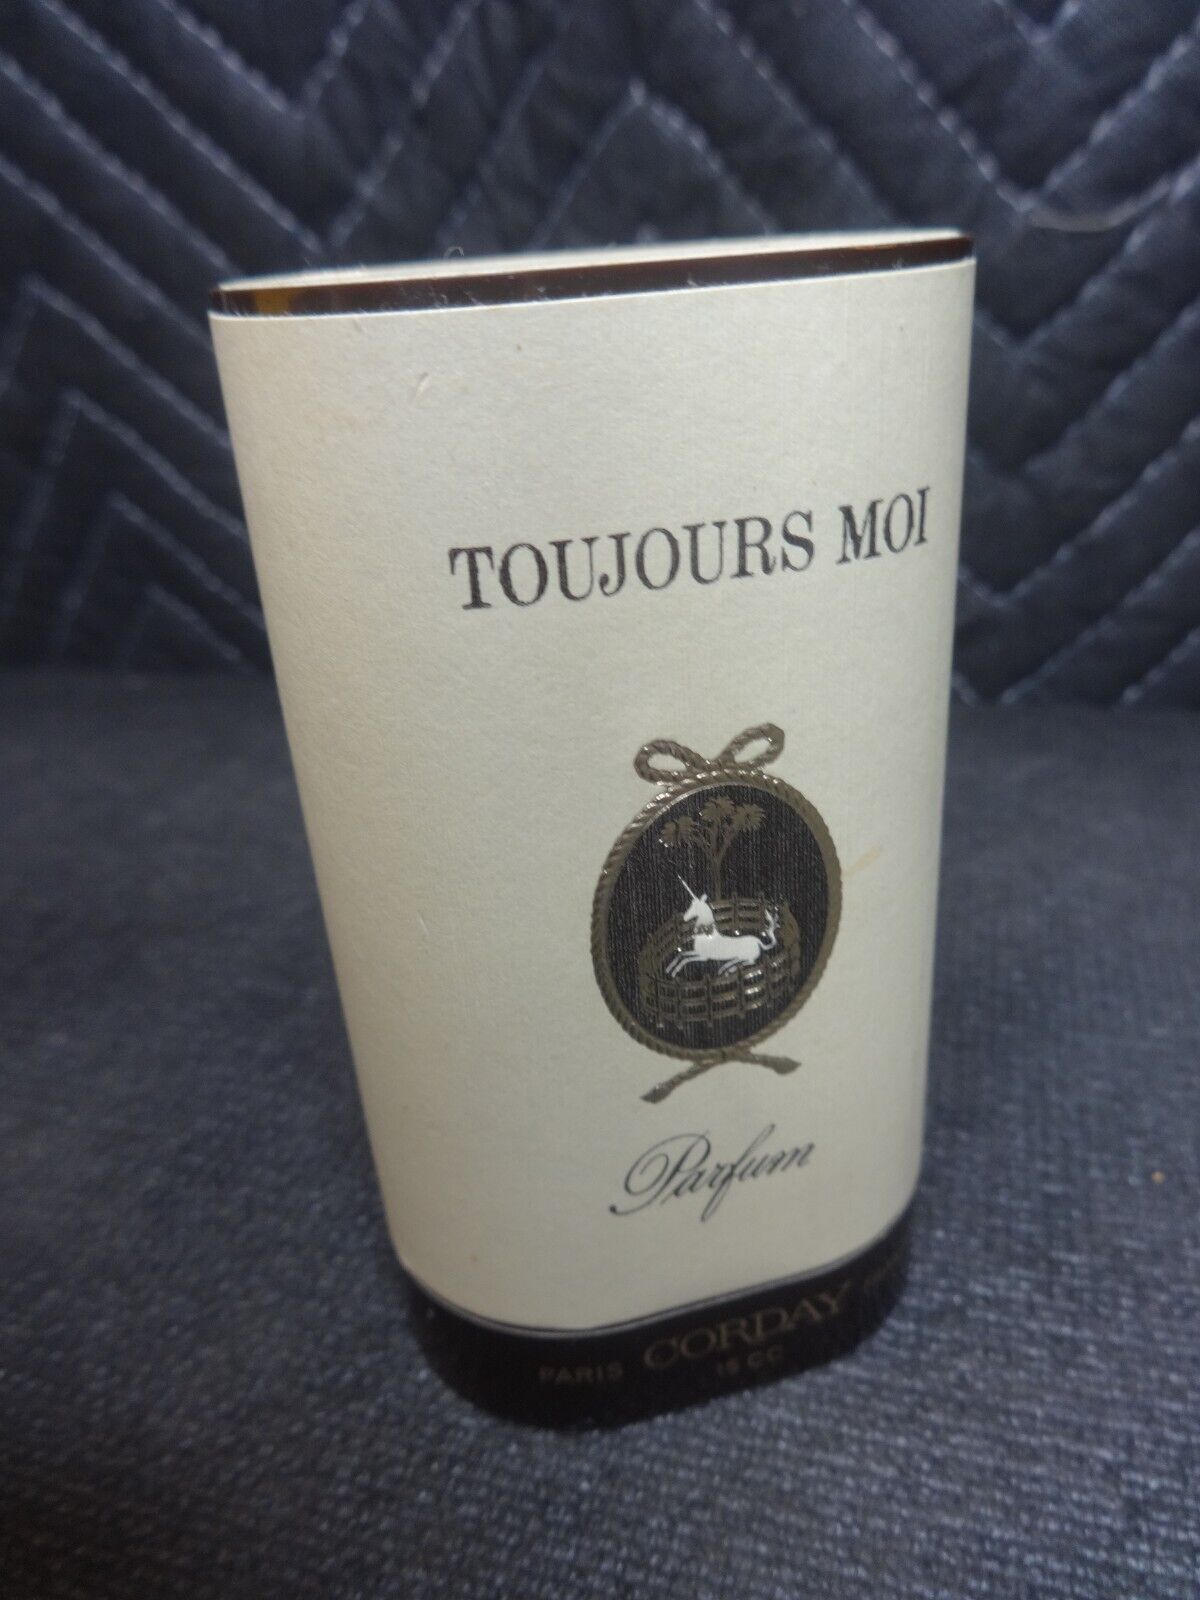 TOUJOURS MOI
Parfum
PARIS CORDAY
15 CC